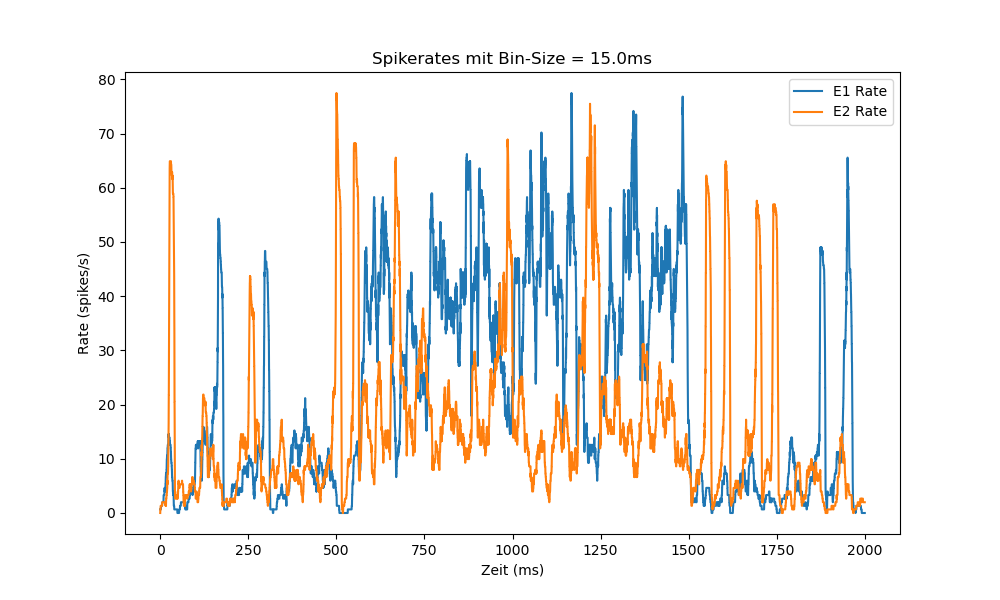 Spikerates mit Bin-Size = 15.0ms
E1 Rate
E2 Rate
80
70
60
50
40
30
20
10
0
Rate (spikes/s)
0 250 500 750 1000 1250 1500 1750 2000
Zeit (ms)